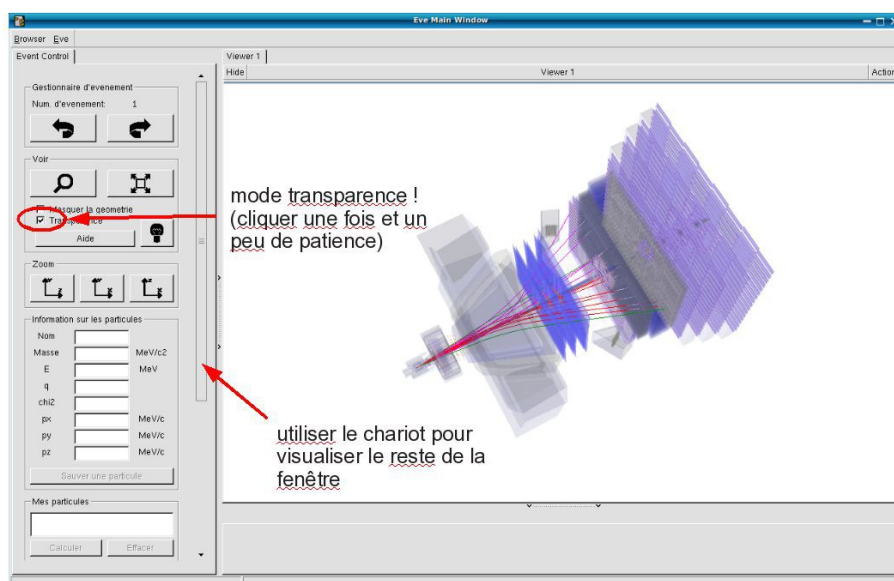 Eve Main Window
Browser Eve
Event Control
Viewer 1
Hide
Viewer 1
Action
Gestionnaire d'evenement
Num. d'evenement: 1
Voir
Masquer la geometrie
Transparence
Aide
mode transparence !
(cliquer une fois et un
peu de patience)
Zoom
Information sur les particules
Nom
Masse MeV/c2
E MeV
q
chi2
px MeV/c
py MeV/c
pz MeV/c
Sauver une particule
utiliser le chariot pour
visualiser le reste de la
fenêtre
Mes particules
Calculer Effacer